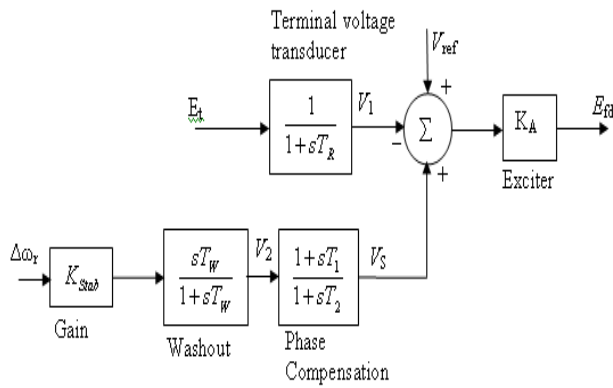 Terminal voltage
transducer
V_ref
E_t
1
1+sT_R
V_1
+
−
Σ
+
K_A
E_fd
Exciter
Δω_r
K_Stab
Gain
sT_W
1+sT_W
Washout
V_2
1+sT_1
1+sT_2
V_S
Phase
Compensation